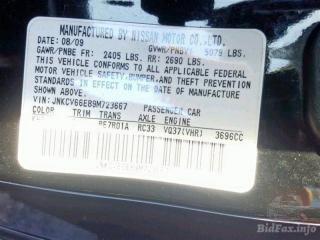 MANUFACTURED BY NISSAN MOTOR CO.,LTD.
DATE: 08/09 GVWR/PNBV: 5079 LBS.
GAWR/PNBE FR: 2405 LBS. RR: 2690 LBS.
THIS VEHICLE CONFORMS TO ALL APPLICABLE FEDERAL
MOTOR VEHICLE SAFETY, BUMPER, AND THEFT PREVENTION
STANDARDS IN EFFECT ON THE DATE OF
MANUFACTURE SHOWN ABOVE.
VIN: JNKCV66E89M723667 PASSENGER CAR
COLOR TRIM TRANS AXLE ENGINE
RE7R01A RC33 VQ37(VHR) 3696CC
BidFax.info